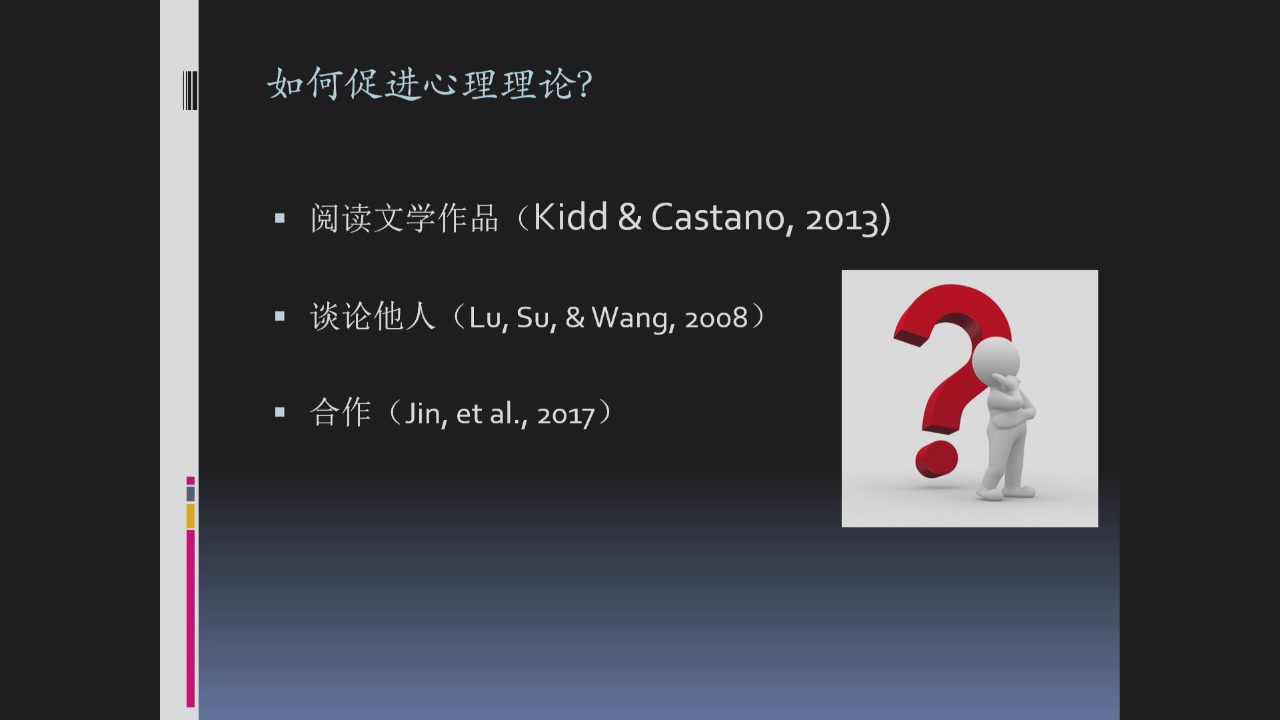 如何促进心理理论?
阅读文学作品（Kidd & Castano, 2013)
谈论他人（Lu, Su, & Wang, 2008）
合作（Jin, et al., 2017）